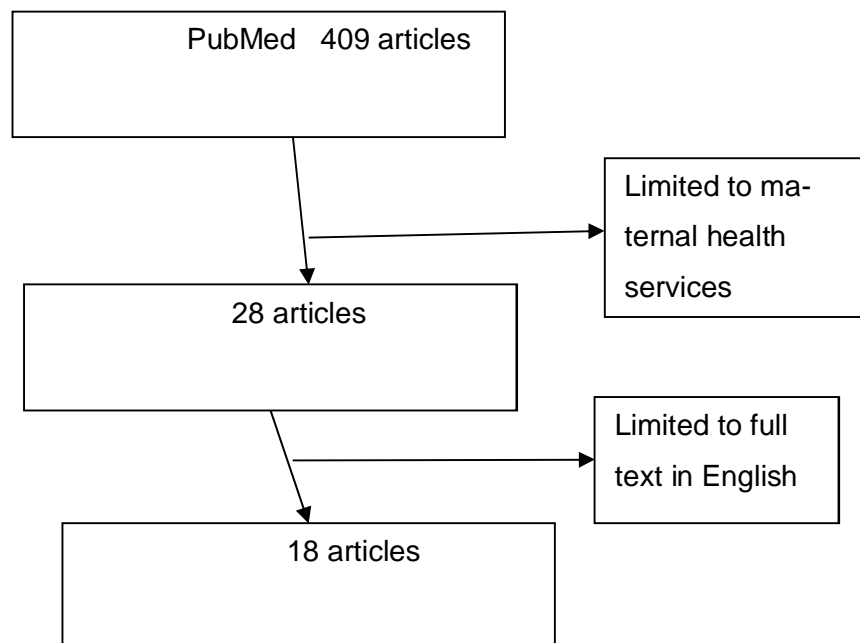 PubMed   409 articles
Limited to ma-
ternal health
services
28 articles
Limited to full
text in English
18 articles